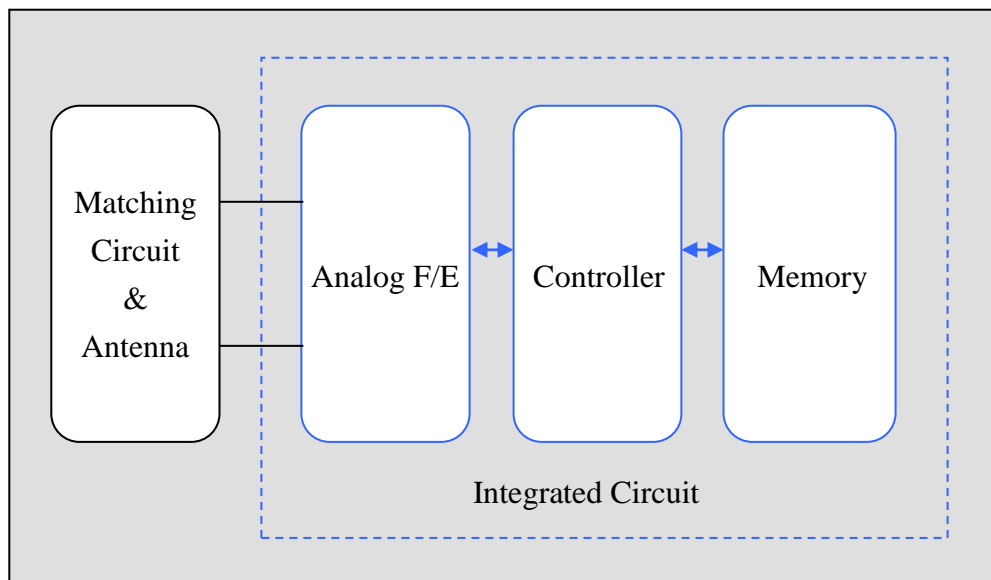 Matching
Circuit
&
Antenna
Analog F/E
Controller
Memory
Integrated Circuit